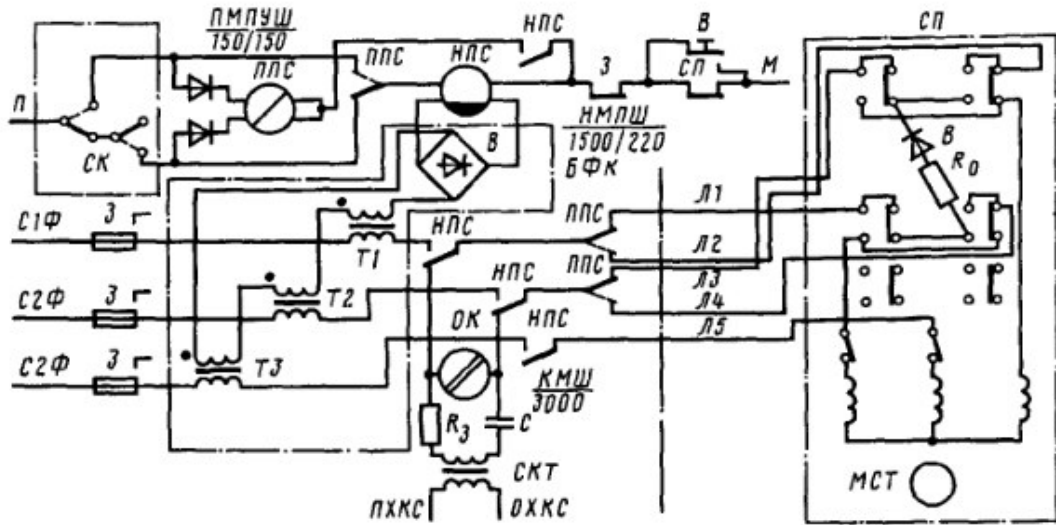 ПМПУШ
150/150
НПС
В
СП
ППС
ППС
НПС
З
СП
М
П
СК
В
НМПШ
1500/220
БФК
В
R0
С1Ф
З
Т1
НПС
ППС
Л1
Л2
ППС
Л3
С2Ф
З
Т2
НПС
Л4
ОК
НПС
Л5
С2Ф
З
Т3
КМШ
3000
R3
С
СКТ
ПХКС
ОХКС
МСТ